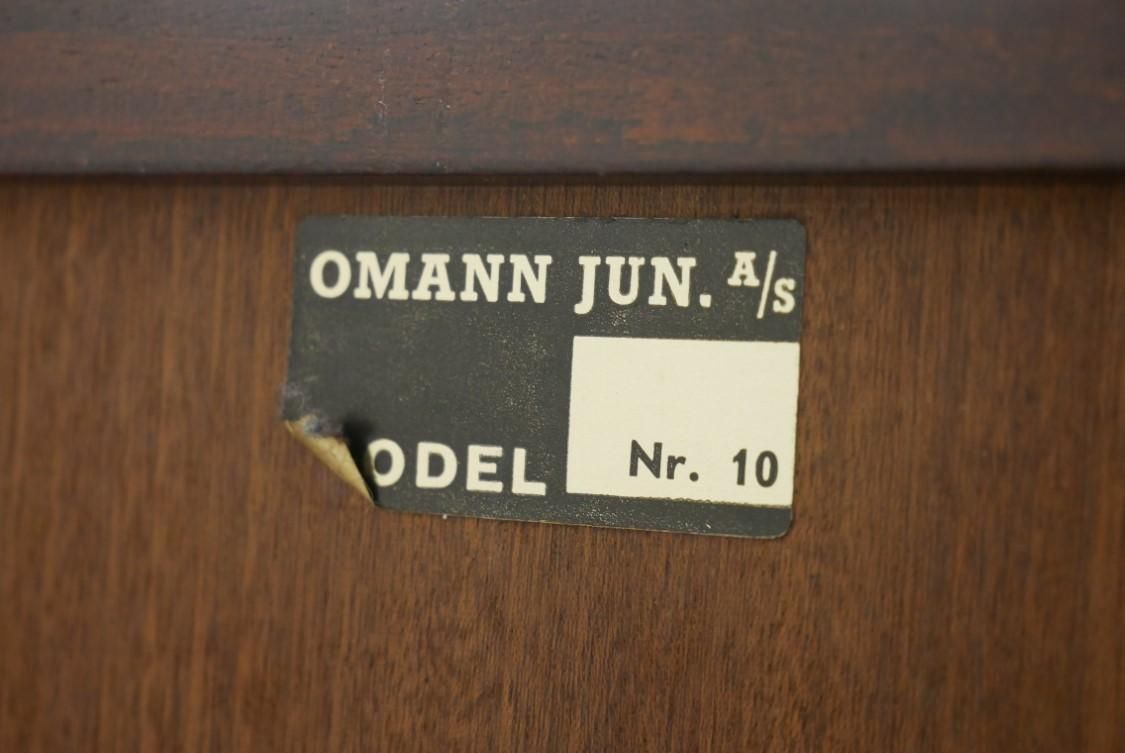 OMANN JUN. A/S
ODEL
Nr. 10